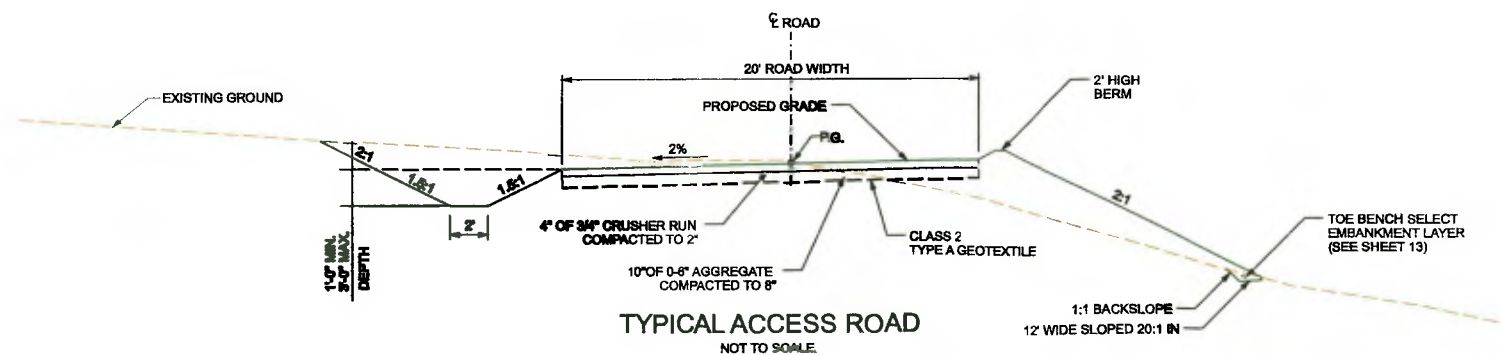 ℄ ROAD
20' ROAD WIDTH
2' HIGH
BERM
EXISTING GROUND
PROPOSED GRADE
P.G.
2%
2:1
1.5:1
1.5:1
2:1
2'
4" OF 3/4" CRUSHER RUN
COMPACTED TO 2"
CLASS 2
TYPE A GEOTEXTILE
TOE BENCH SELECT
EMBANKMENT LAYER
(SEE SHEET 13)
1'-0" MIN.
3'-0" MAX.
DEPTH
10"OF 0-6" AGGREGATE
COMPACTED TO 8"
1:1 BACKSLOPE
12' WIDE SLOPED 20:1 IN
TYPICAL ACCESS ROAD
NOT TO SCALE